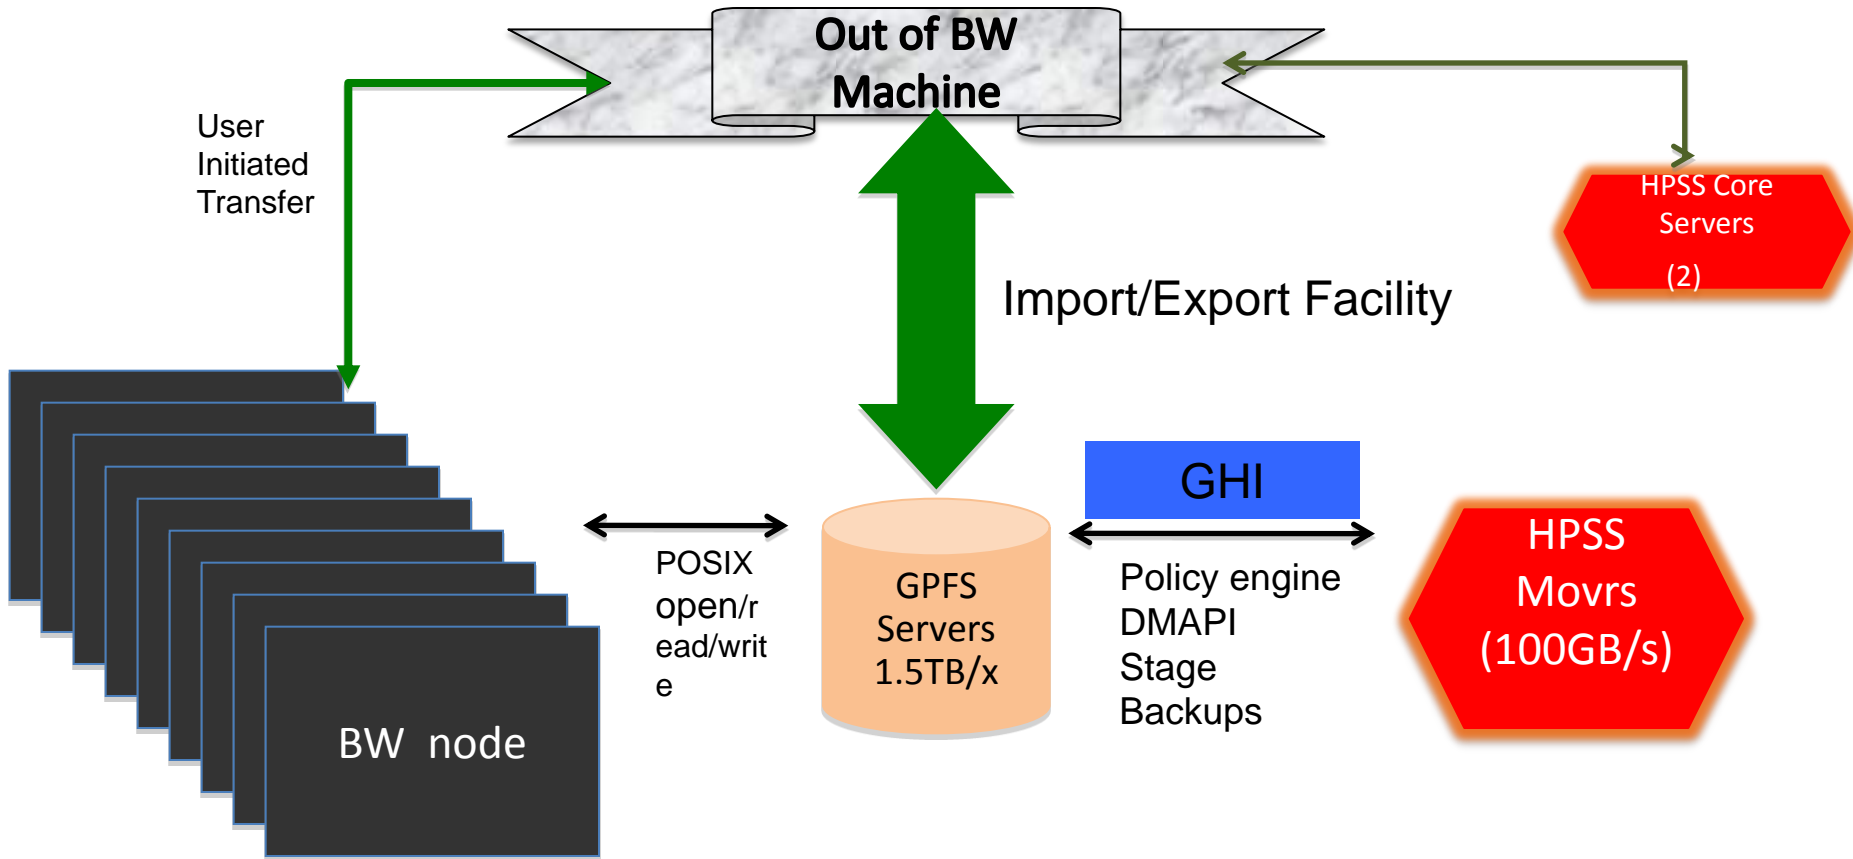 Out of BW
Machine
User
Initiated
Transfer
HPSS Core
Servers
(2)
Import/Export Facility
GHI
POSIX
open/r
ead/writ
e
GPFS
Servers
1.5TB/x
Policy engine
DMAPI
Stage
Backups
HPSS
Movrs
(100GB/s)
BW node